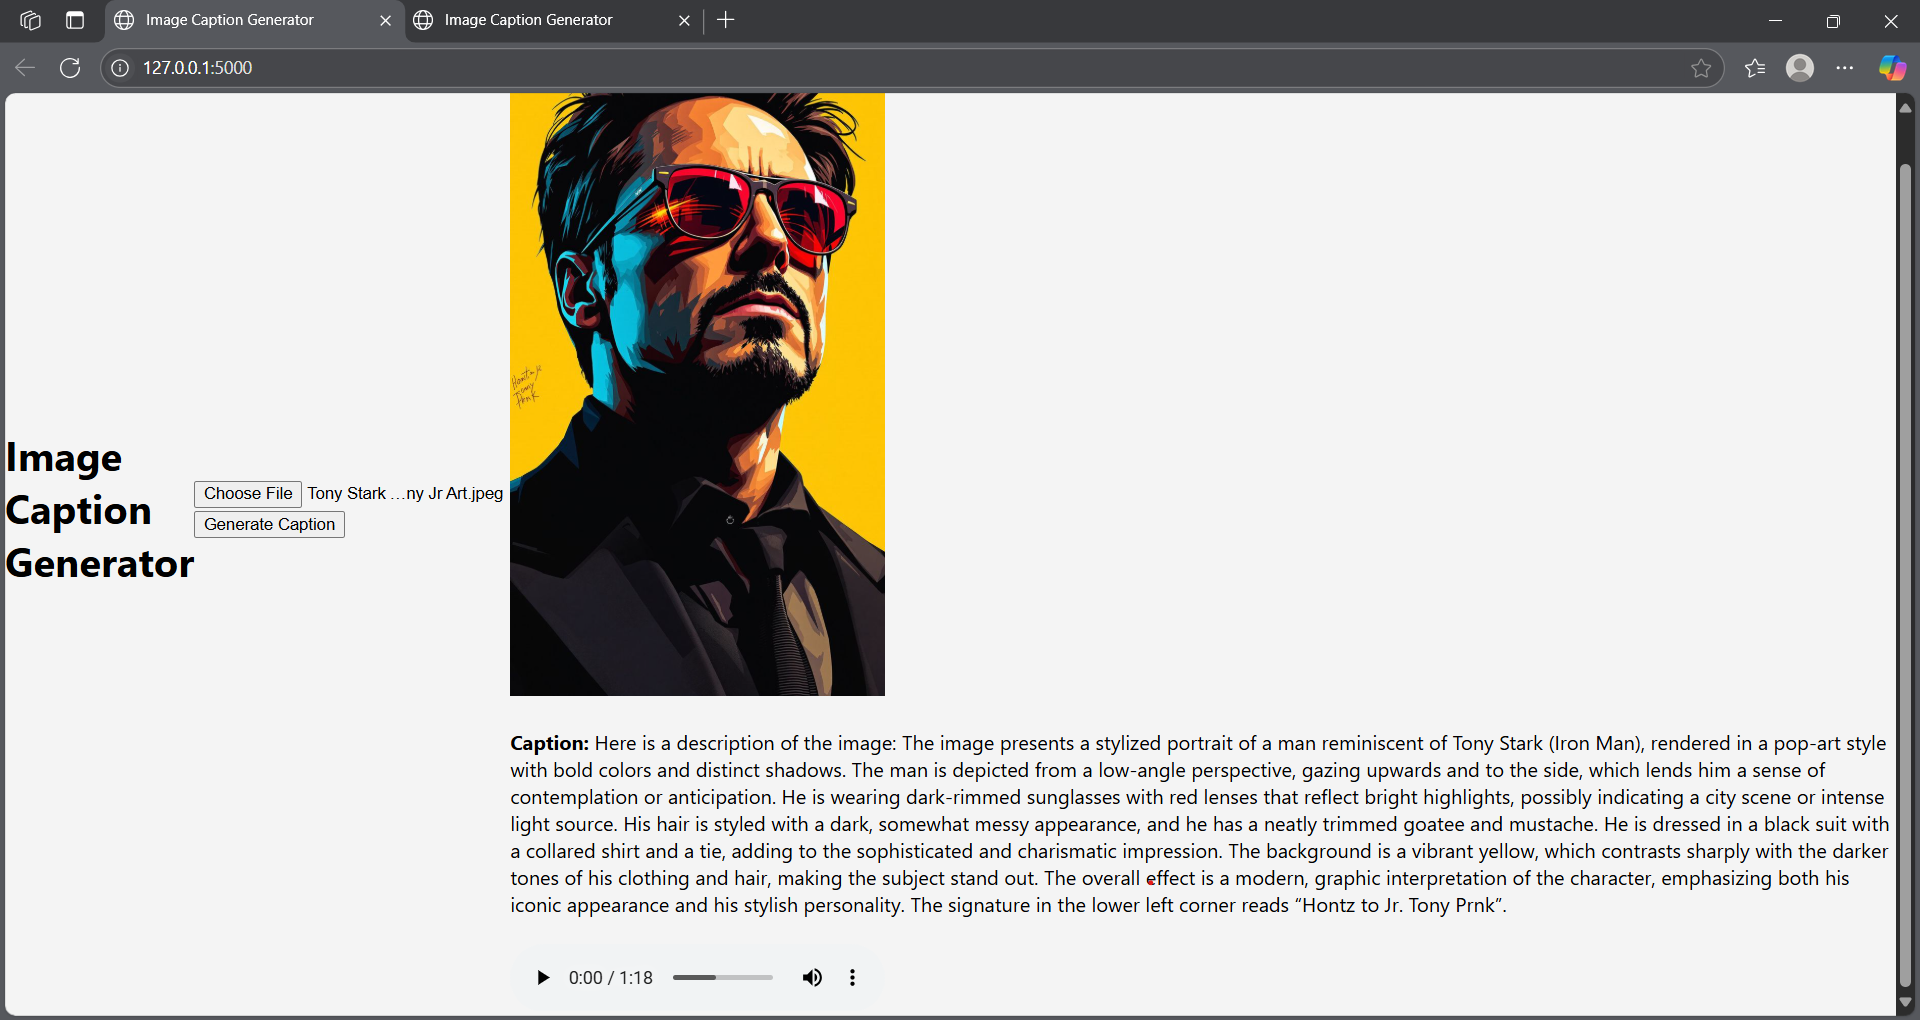 Image Caption Generator
Image Caption Generator
127.0.0.1:5000
Image
Caption
Generator
Choose File Tony Stark ...ny Jr Art.jpeg
Generate Caption
Caption: Here is a description of the image: The image presents a stylized portrait of a man reminiscent of Tony Stark (Iron Man), rendered in a pop-art style
with bold colors and distinct shadows. The man is depicted from a low-angle perspective, gazing upwards and to the side, which lends him a sense of
contemplation or anticipation. He is wearing dark-rimmed sunglasses with red lenses that reflect bright highlights, possibly indicating a city scene or intense
light source. His hair is styled with a dark, somewhat messy appearance, and he has a neatly trimmed goatee and mustache. He is dressed in a black suit with
a collared shirt and a tie, adding to the sophisticated and charismatic impression. The background is a vibrant yellow, which contrasts sharply with the darker
tones of his clothing and hair, making the subject stand out. The overall effect is a modern, graphic interpretation of the character, emphasizing both his
iconic appearance and his stylish personality. The signature in the lower left corner reads “Hontz to Jr. Tony Prnk”.
0:00 / 1:18